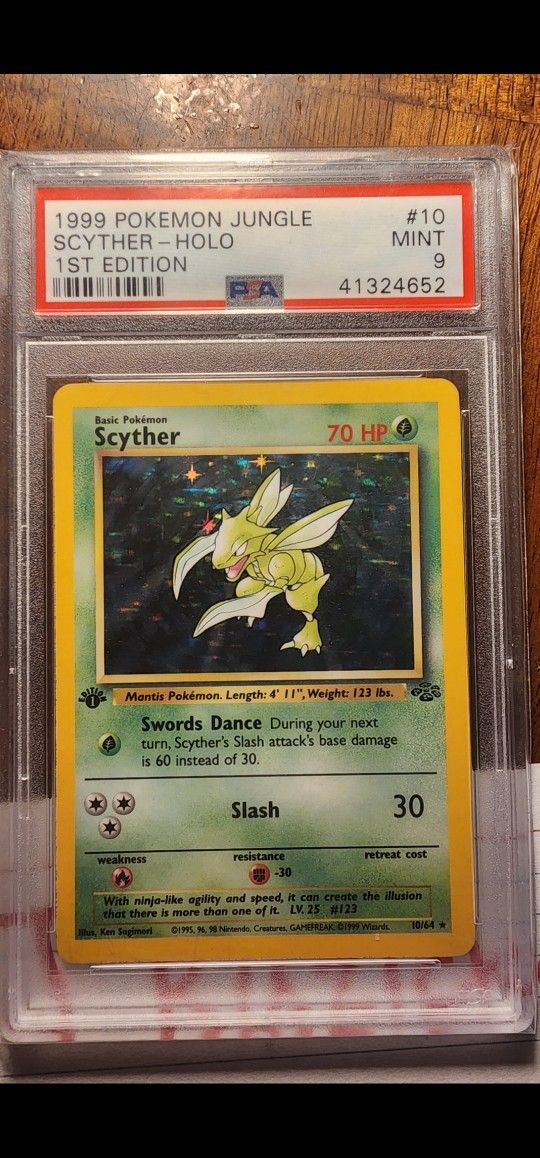 1999 POKEMON JUNGLE #10
SCYTHER - HOLO MINT
1ST EDITION 9
PSA 41324652
Basic Pokémon
Scyther 70 HP
EDITION 1
Mantis Pokémon. Length: 4' 11", Weight: 123 lbs.
Swords Dance During your next
turn, Scyther's Slash attack's base damage
is 60 instead of 30.
Slash 30
weakness resistance retreat cost
-30
With ninja-like agility and speed, it can create the illusion
that there is more than one of it. LV. 25 #123
Illus. Ken Sugimori ©1995, 96, 98 Nintendo, Creatures, GAMEFREAK. ©1999 Wizards. 10/64 ★